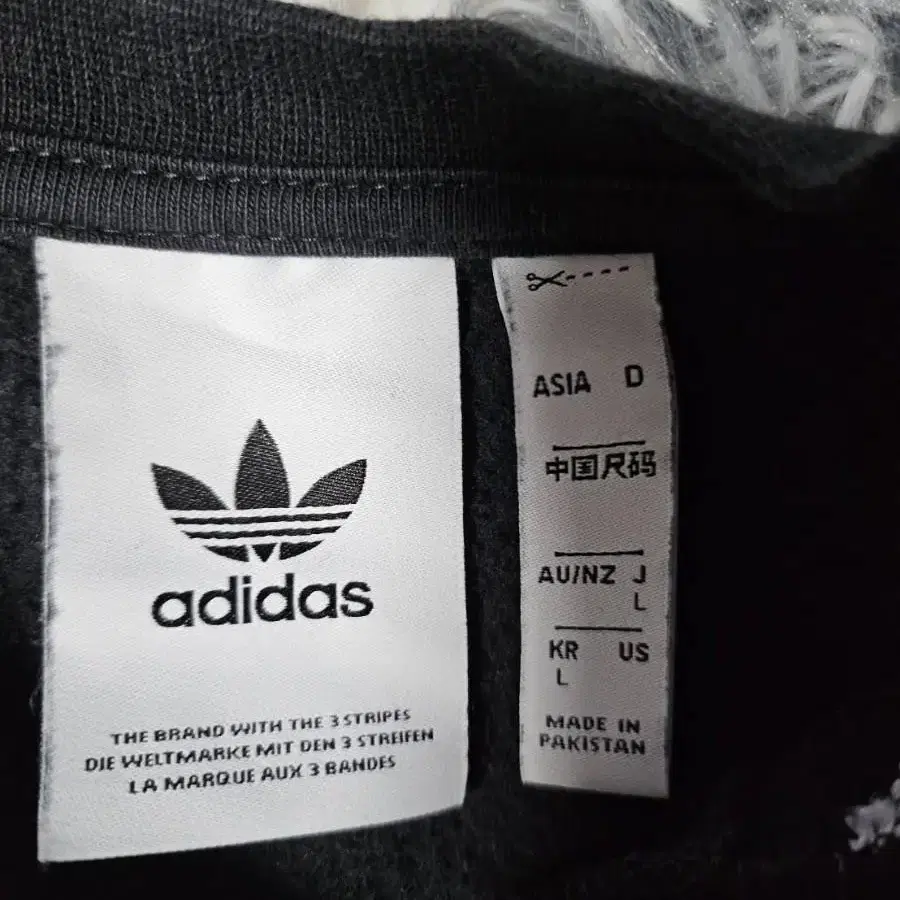 adidas
THE BRAND WITH THE 3 STRIPES
DIE WELTMARKE MIT DEN 3 STREIFEN
LA MARQUE AUX 3 BANDES
ASIA D
中国尺码
AU/NZ J
L
KR US
L
MADE IN
PAKISTAN